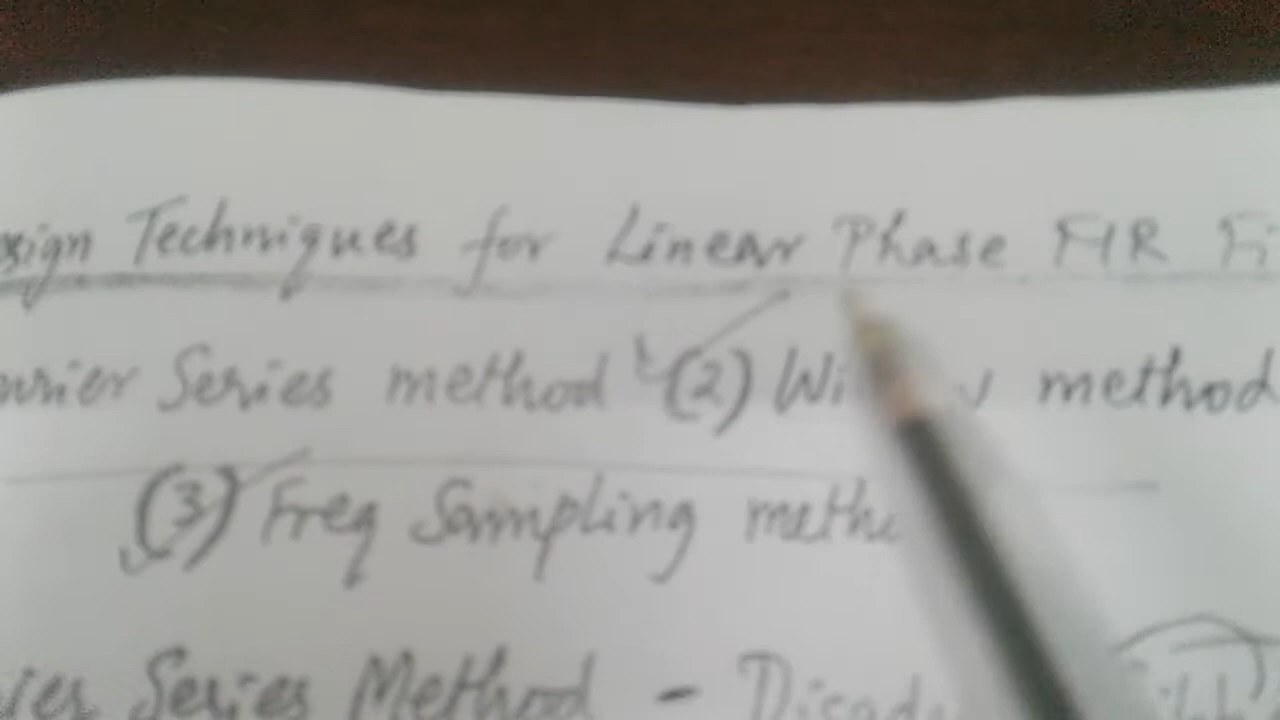 sign Techniques for Linear Phase FIR Fi
urier Series method (2) Wi w method
(3) Freq Sampling meth
ier Series Method - Disad